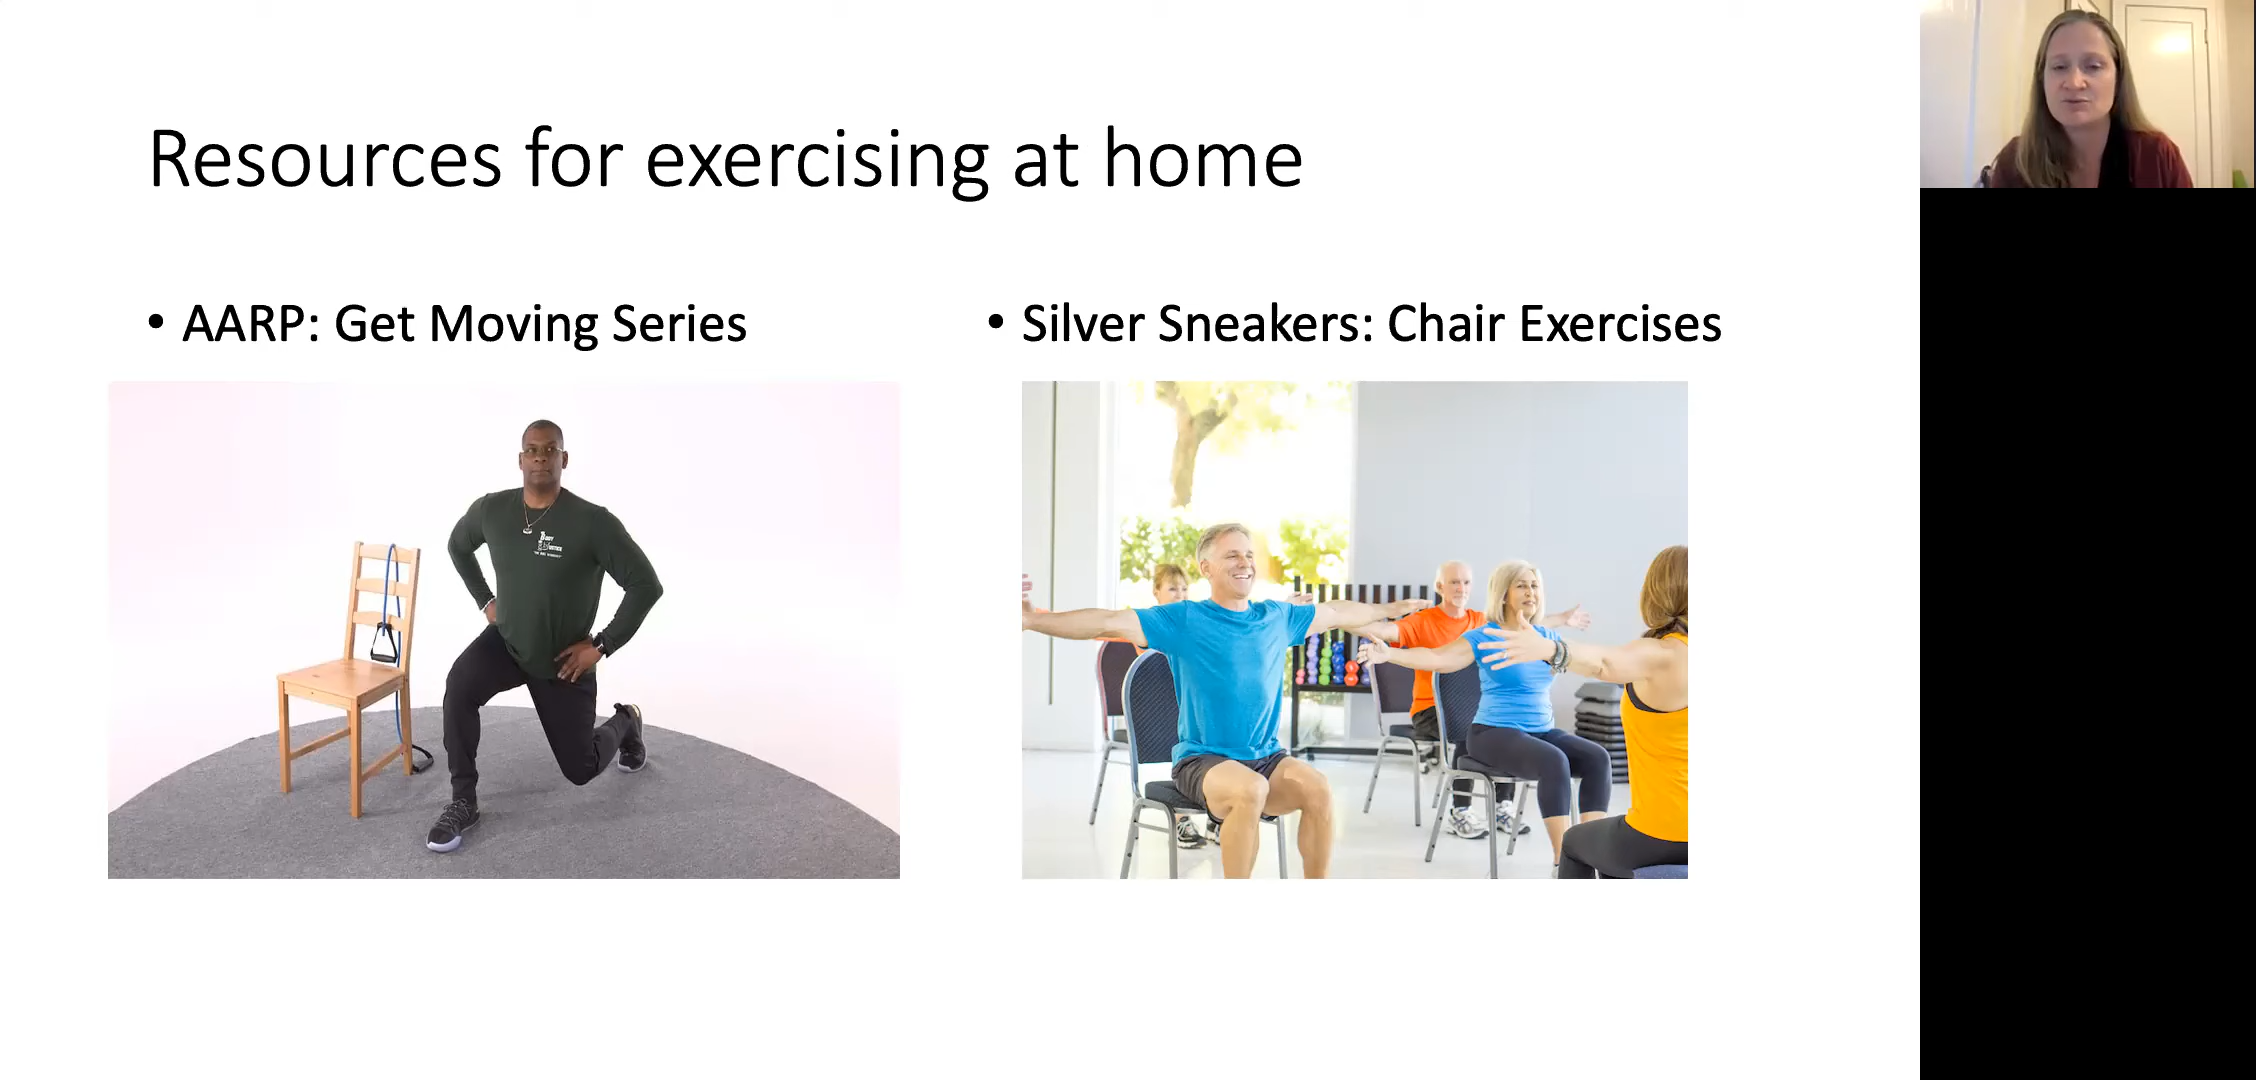 Resources for exercising at home
• AARP: Get Moving Series
• Silver Sneakers: Chair Exercises